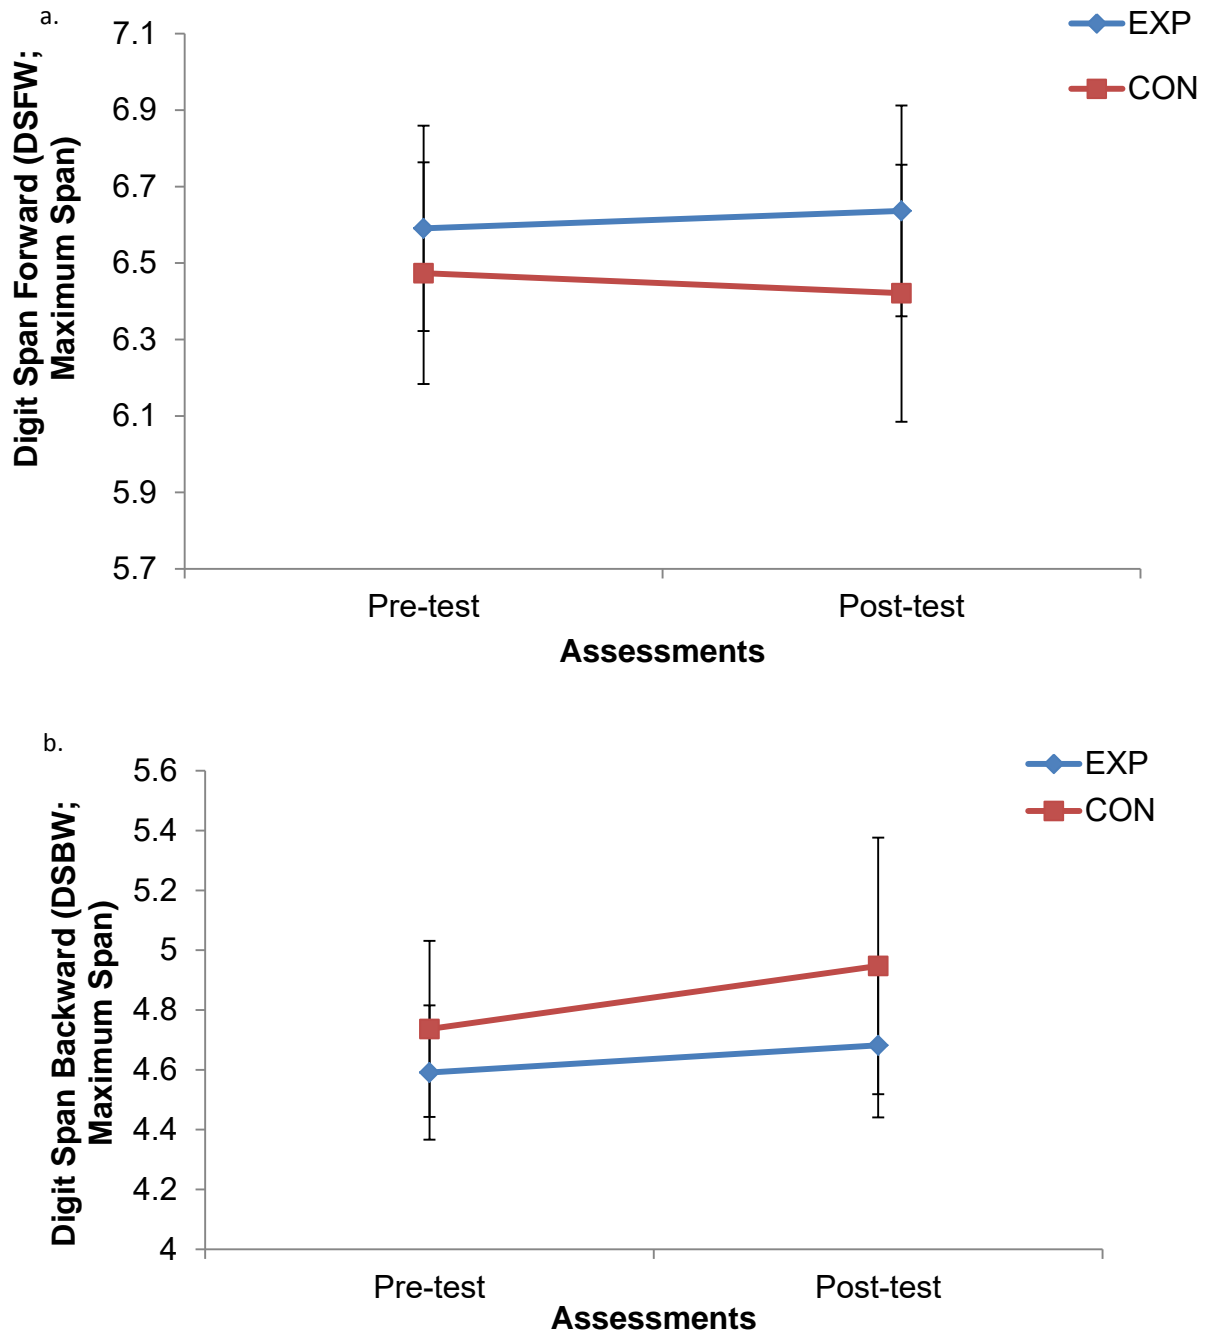 a.
EXP
CON
Digit Span Forward (DSFW;
Maximum Span)
7.1
6.9
6.7
6.5
6.3
6.1
5.9
5.7
Pre-test
Post-test
Assessments
b.
EXP
CON
Digit Span Backward (DSBW;
Maximum Span)
5.6
5.4
5.2
5
4.8
4.6
4.4
4.2
4
Pre-test
Post-test
Assessments